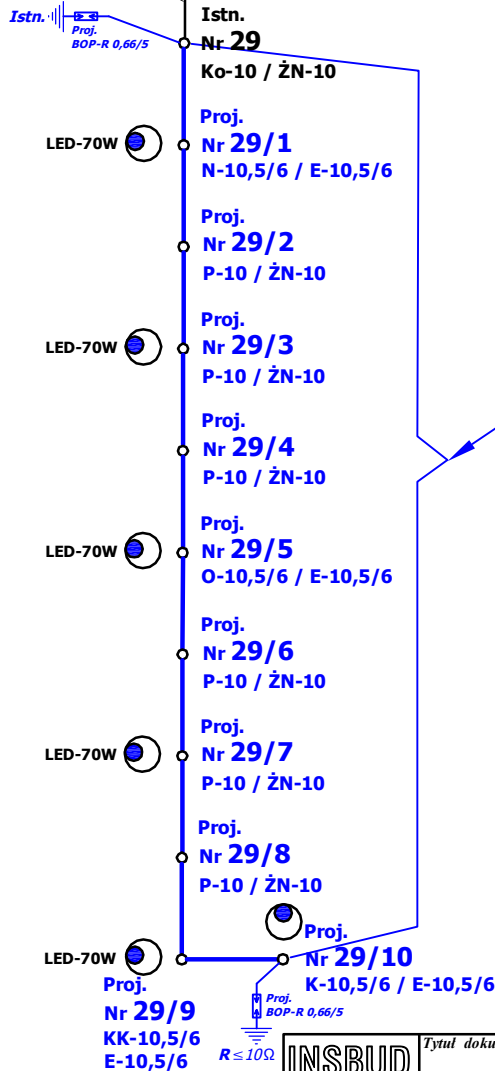 Istn.
Proj.
BOP-R 0,66/5
Istn.
Nr 29
Ko-10 / ŻN-10
Proj.
LED-70W
Nr 29/1
N-10,5/6 / E-10,5/6
Proj.
Nr 29/2
P-10 / ŻN-10
Proj.
LED-70W
Nr 29/3
P-10 / ŻN-10
Proj.
Nr 29/4
P-10 / ŻN-10
Proj.
LED-70W
Nr 29/5
O-10,5/6 / E-10,5/6
Proj.
Nr 29/6
P-10 / ŻN-10
Proj.
LED-70W
Nr 29/7
P-10 / ŻN-10
Proj.
Nr 29/8
P-10 / ŻN-10
LED-70W
Proj.
Nr 29/9
KK-10,5/6
E-10,5/6
Proj.
Nr 29/10
K-10,5/6 / E-10,5/6
Proj.
BOP-R 0,66/5
R≤10Ω
INSBUD
Tytuł